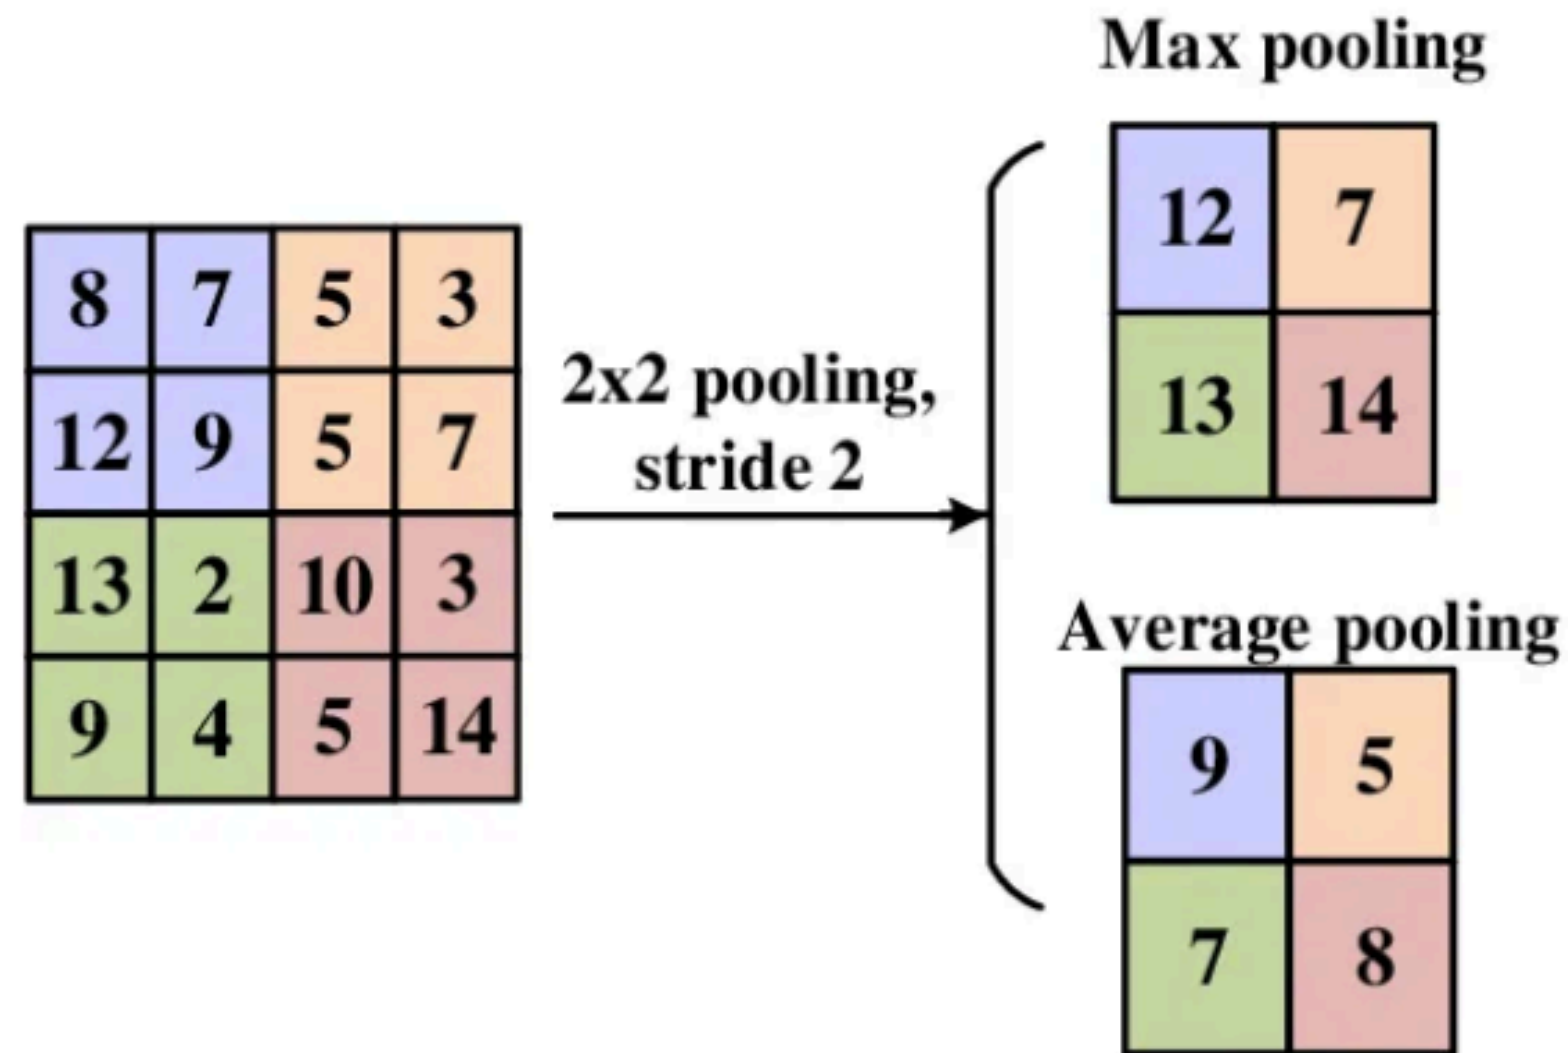 Max pooling
12 7
13 14
8 7 5 3
12 9 5 7
13 2 10 3
9 4 5 14
2x2 pooling,
stride 2
Average pooling
9 5
7 8